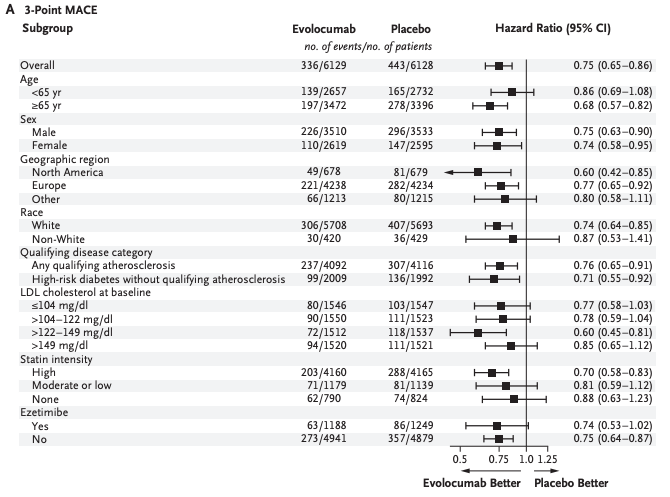 A 3-Point MACE
Subgroup Evolocumab Placebo Hazard Ratio (95% CI)
no. of events/no. of patients
Overall 336/6129 443/6128 0.75 (0.65–0.86)
Age
<65 yr 139/2657 165/2732 0.86 (0.69–1.08)
≥65 yr 197/3472 278/3396 0.68 (0.57–0.82)
Sex
Male 226/3510 296/3533 0.75 (0.63–0.90)
Female 110/2619 147/2595 0.74 (0.58–0.95)
Geographic region
North America 49/678 81/679 0.60 (0.42–0.85)
Europe 221/4238 282/4234 0.77 (0.65–0.92)
Other 66/1213 80/1215 0.80 (0.58–1.11)
Race
White 306/5708 407/5693 0.74 (0.64–0.85)
Non-White 30/420 36/429 0.87 (0.53–1.41)
Qualifying disease category
Any qualifying atherosclerosis 237/4092 307/4116 0.76 (0.65–0.91)
High-risk diabetes without qualifying atherosclerosis 99/2009 136/1992 0.71 (0.55–0.92)
LDL cholesterol at baseline
≤104 mg/dl 80/1546 103/1547 0.77 (0.58–1.03)
>104–122 mg/dl 90/1550 111/1523 0.78 (0.59–1.04)
>122–149 mg/dl 72/1512 118/1537 0.60 (0.45–0.81)
>149 mg/dl 94/1520 111/1521 0.85 (0.65–1.12)
Statin intensity
High 203/4160 288/4165 0.70 (0.58–0.83)
Moderate or low 71/1179 81/1139 0.81 (0.59–1.12)
None 62/790 74/824 0.88 (0.63–1.23)
Ezetimibe
Yes 63/1188 86/1249 0.74 (0.53–1.02)
No 273/4941 357/4879 0.75 (0.64–0.87)
0.5 0.75 1.0 1.25
Evolocumab Better Placebo Better